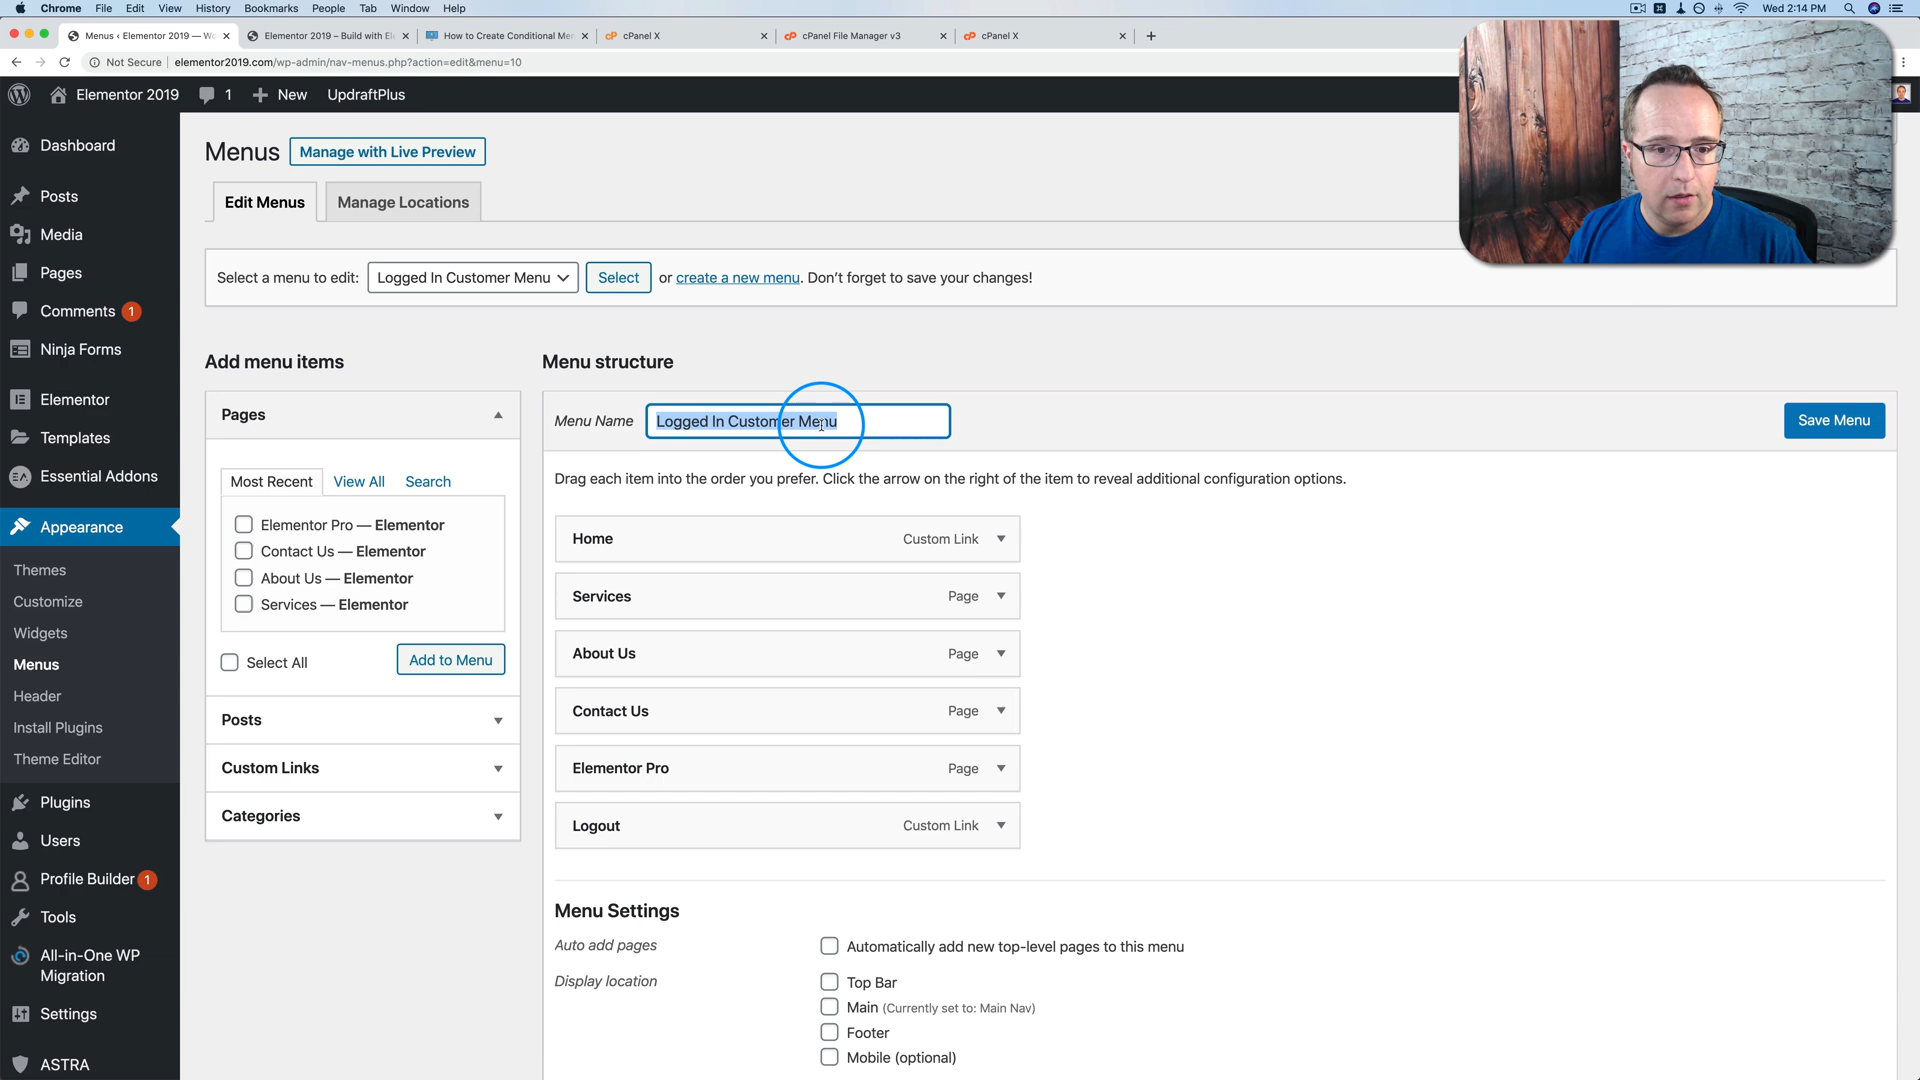 Chrome File Edit View History Bookmarks People Tab Window Help Wed 2:14 PM
Menus ‹ Elementor 2019 — Wo
Elementor 2019 – Build with El
How to Create Conditional Men
cPanel X
cPanel File Manager v3
cPanel X
Not Secure elementor2019.com/wp-admin/nav-menus.php?action=edit&menu=10
Elementor 2019 1 New UpdraftPlus
Dashboard
Posts
Media
Pages
Comments 1
Ninja Forms
Elementor
Templates
Essential Addons
Appearance
Themes
Customize
Widgets
Menus
Header
Install Plugins
Theme Editor
Plugins
Users
Profile Builder 1
Tools
All-in-One WP
Migration
Settings
ASTRA
Menus Manage with Live Preview
Edit Menus Manage Locations
Select a menu to edit: Logged In Customer Menu Select or create a new menu. Don’t forget to save your changes!
Add menu items
Pages
Most Recent View All Search
Elementor Pro — Elementor
Contact Us — Elementor
About Us — Elementor
Services — Elementor
Select All Add to Menu
Posts
Custom Links
Categories
Menu structure
Menu Name Logged In Customer Menu Save Menu
Drag each item into the order you prefer. Click the arrow on the right of the item to reveal additional configuration options.
Home Custom Link
Services Page
About Us Page
Contact Us Page
Elementor Pro Page
Logout Custom Link
Menu Settings
Auto add pages Automatically add new top-level pages to this menu
Display location Top Bar
Main (Currently set to: Main Nav)
Footer
Mobile (optional)